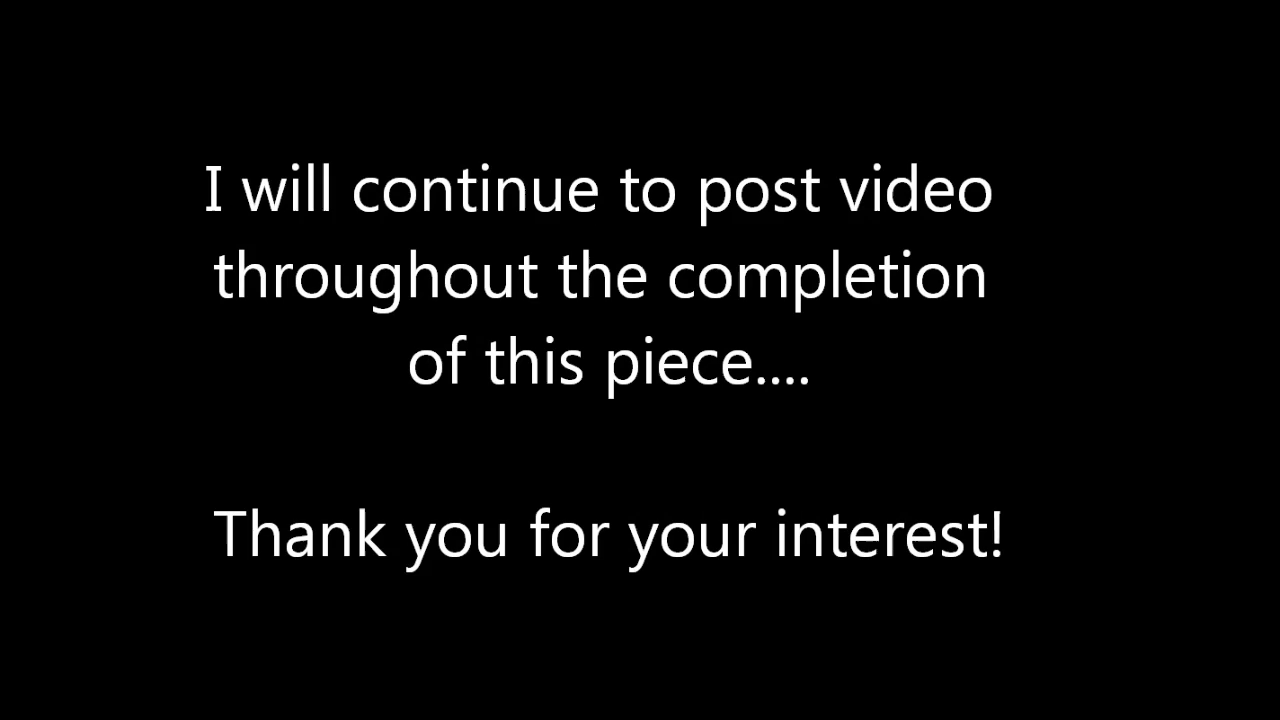 I will continue to post video
throughout the completion
of this piece....
Thank you for your interest!